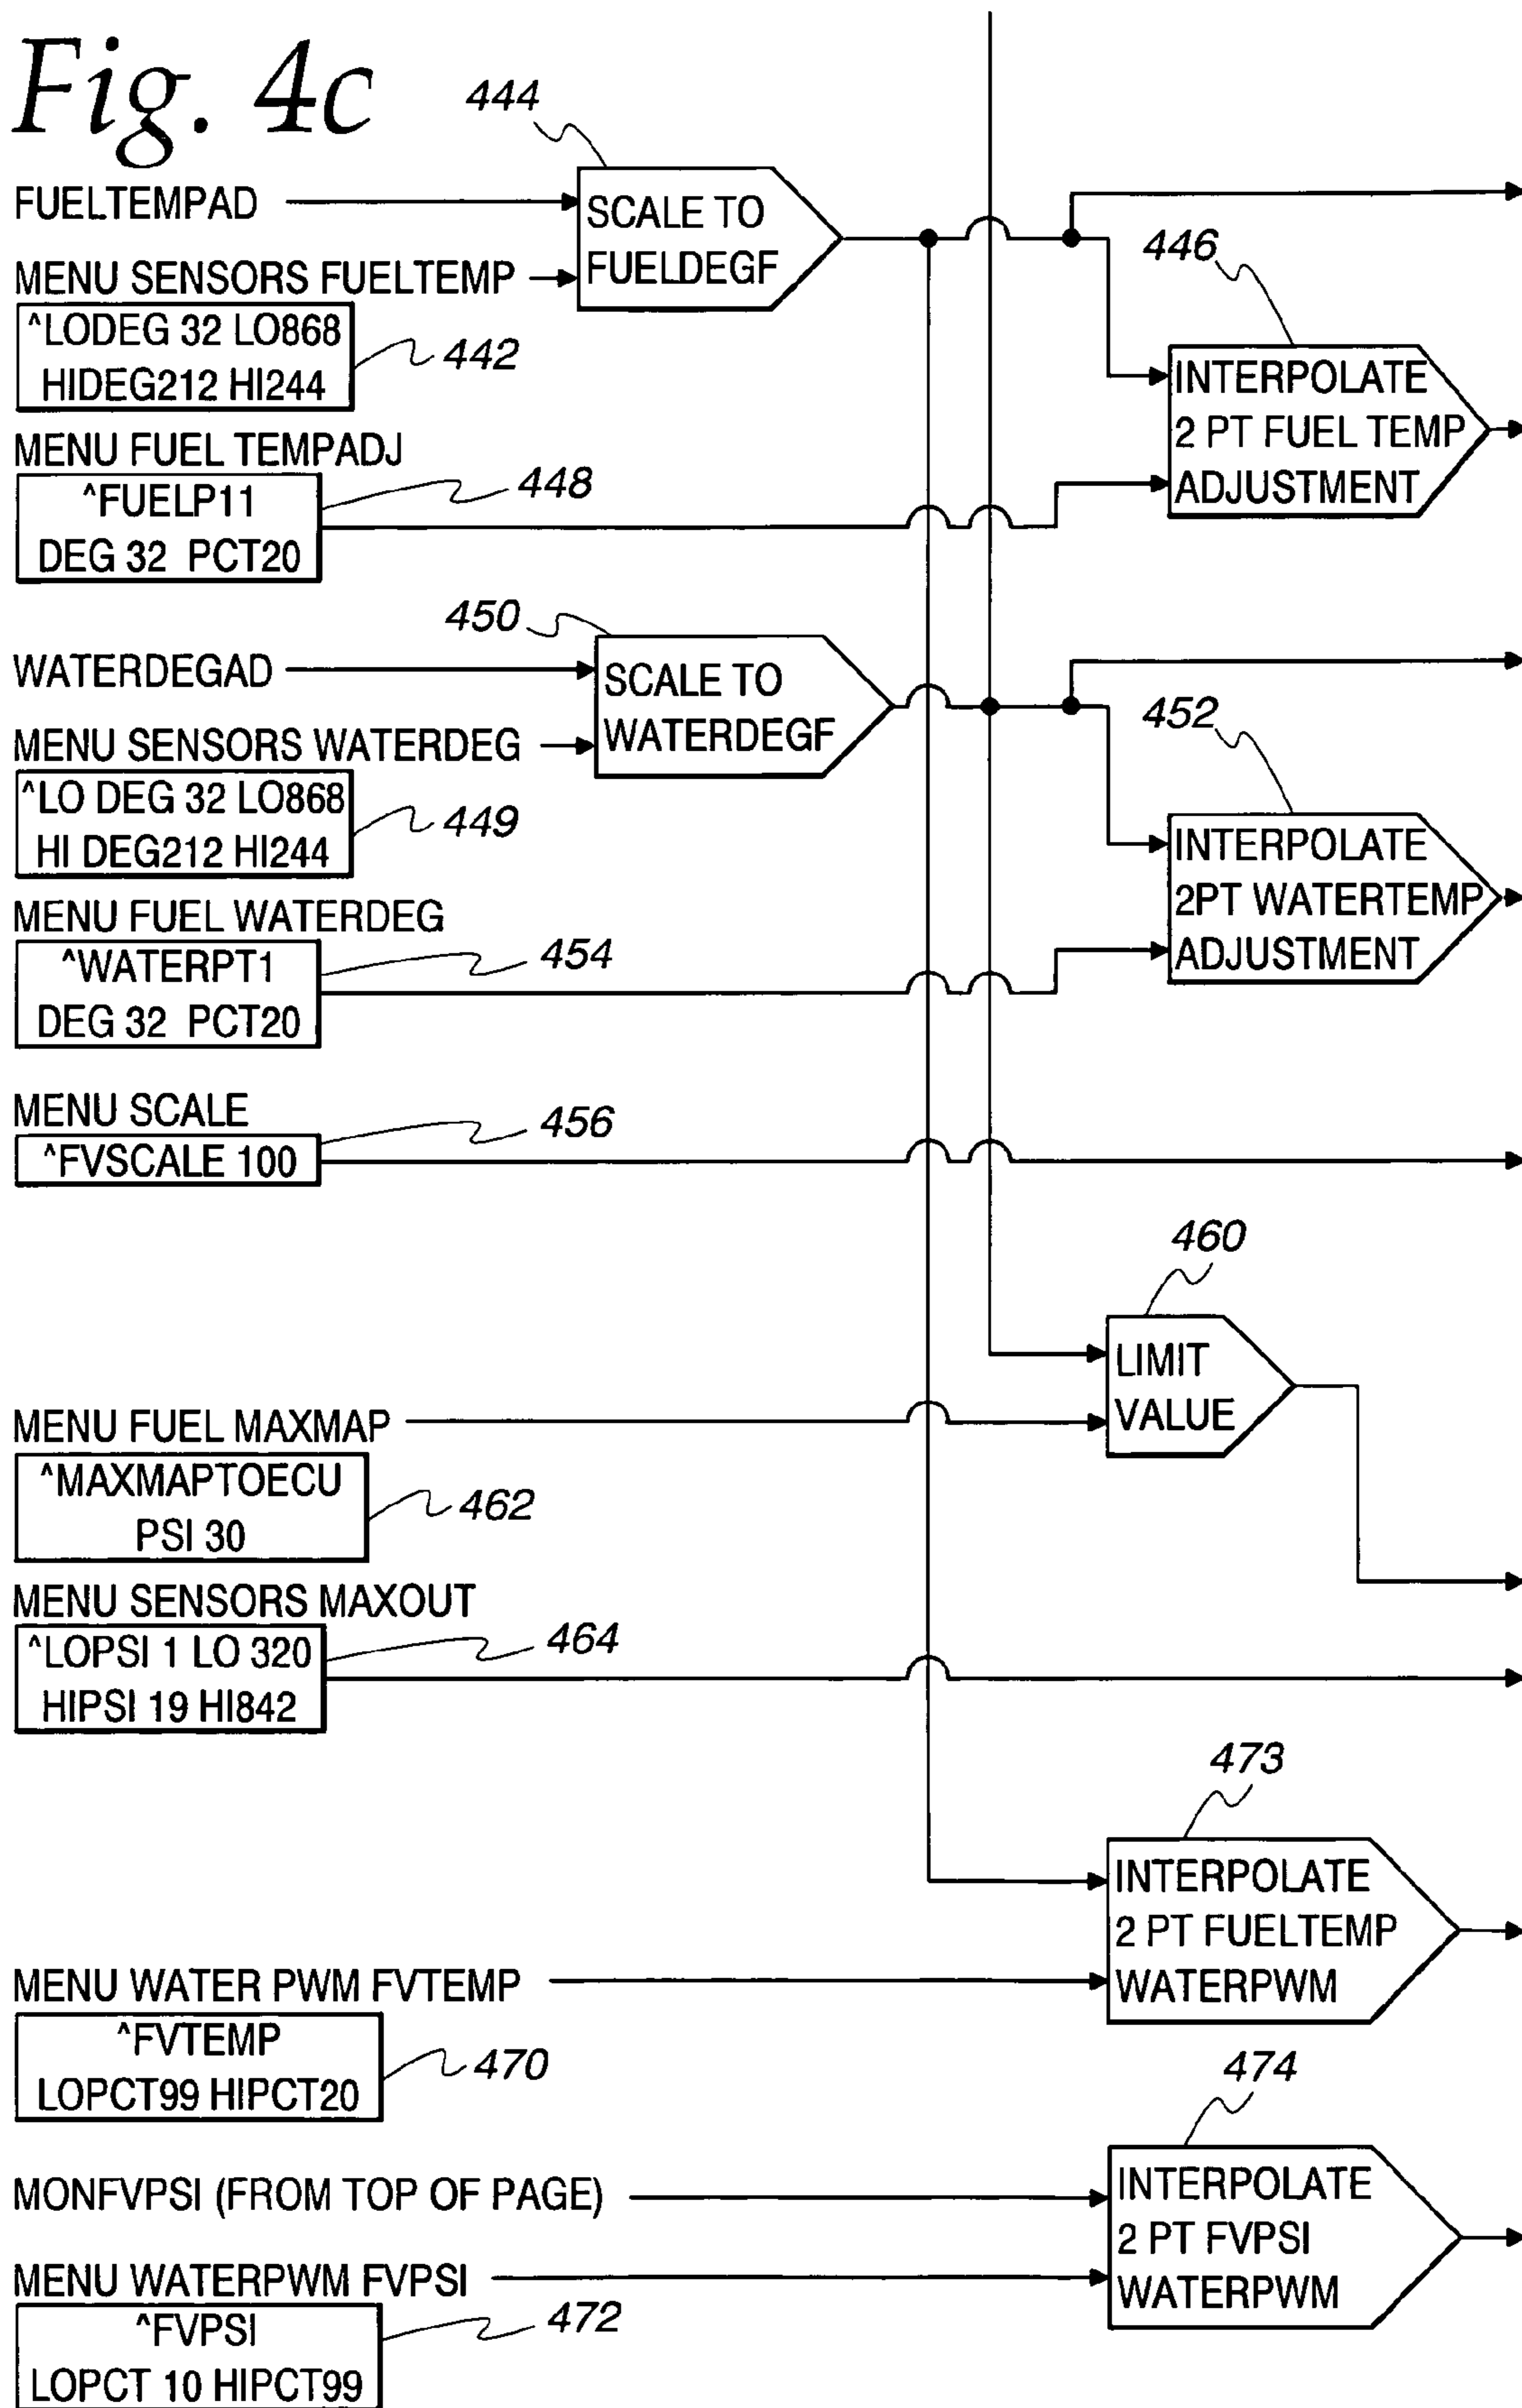 Fig. 4c
444
FUELTEMPAD
SCALE TO
FUELDEGF
MENU SENSORS FUELTEMP
^LODEG 32 LO868
HIDEG212 HI244
442
446
INTERPOLATE
2 PT FUEL TEMP
ADJUSTMENT
MENU FUEL TEMPADJ
^FUELP11
DEG 32 PCT20
448
450
WATERDEGAD
SCALE TO
WATERDEGF
MENU SENSORS WATERDEG
^LO DEG 32 LO868
HI DEG212 HI244
449
452
INTERPOLATE
2PT WATERTEMP
ADJUSTMENT
MENU FUEL WATERDEG
^WATERPT1
DEG 32 PCT20
454
MENU SCALE
^FVSCALE 100
456
460
LIMIT
VALUE
MENU FUEL MAXMAP
^MAXMAPTOECU
PSI 30
462
MENU SENSORS MAXOUT
^LOPSI 1 LO 320
HIPSI 19 HI842
464
473
INTERPOLATE
2 PT FUELTEMP
WATERPWM
MENU WATER PWM FVTEMP
^FVTEMP
LOPCT99 HIPCT20
470
474
MONFVPSI (FROM TOP OF PAGE)
INTERPOLATE
2 PT FVPSI
WATERPWM
MENU WATERPWM FVPSI
^FVPSI
LOPCT 10 HIPCT99
472